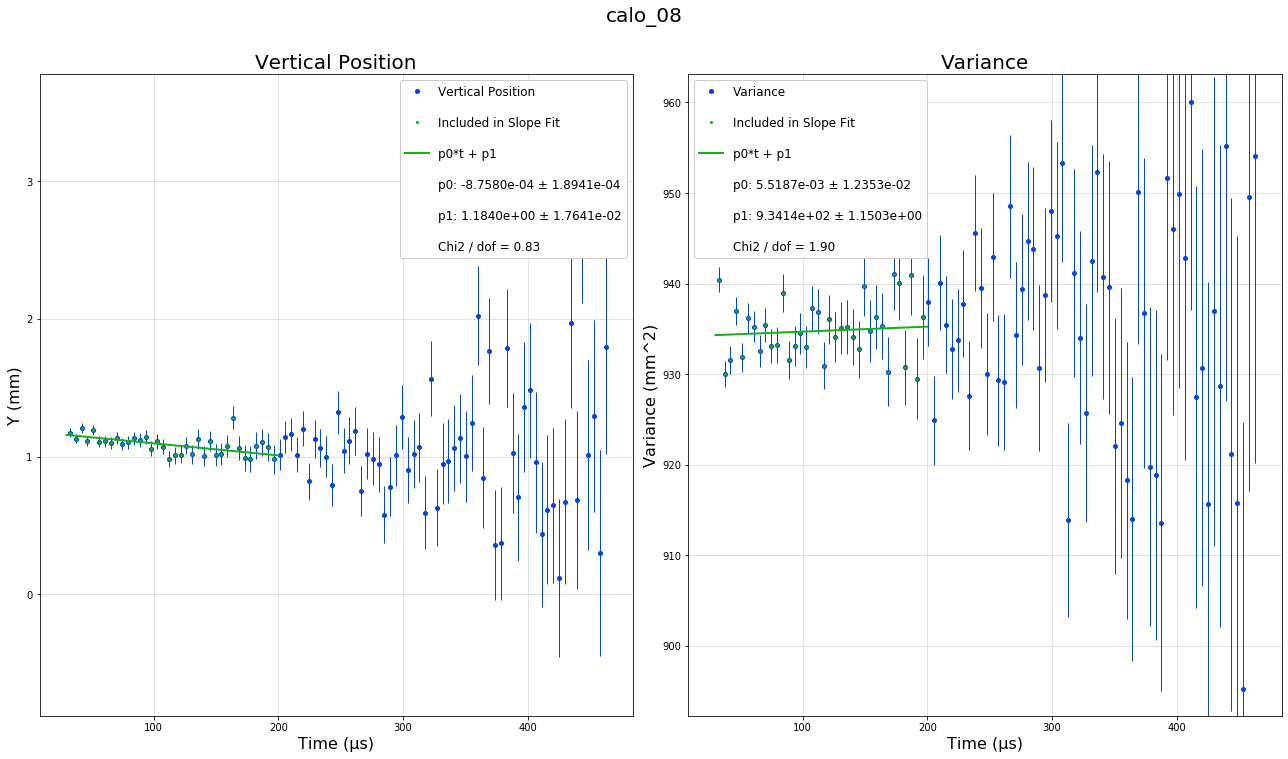 calo_08
Vertical Position
Vertical Position
Included in Slope Fit
p0*t + p1
p0: -8.7580e-04 ± 1.8941e-04
p1: 1.1840e+00 ± 1.7641e-02
Chi2 / dof = 0.83
Y (mm)
3
2
1
0
100 200 300 400
Time (µs)
Variance
Variance
Included in Slope Fit
p0*t + p1
p0: 5.5187e-03 ± 1.2353e-02
p1: 9.3414e+02 ± 1.1503e+00
Chi2 / dof = 1.90
Variance (mm^2)
960
950
940
930
920
910
900
100 200 300 400
Time (µs)